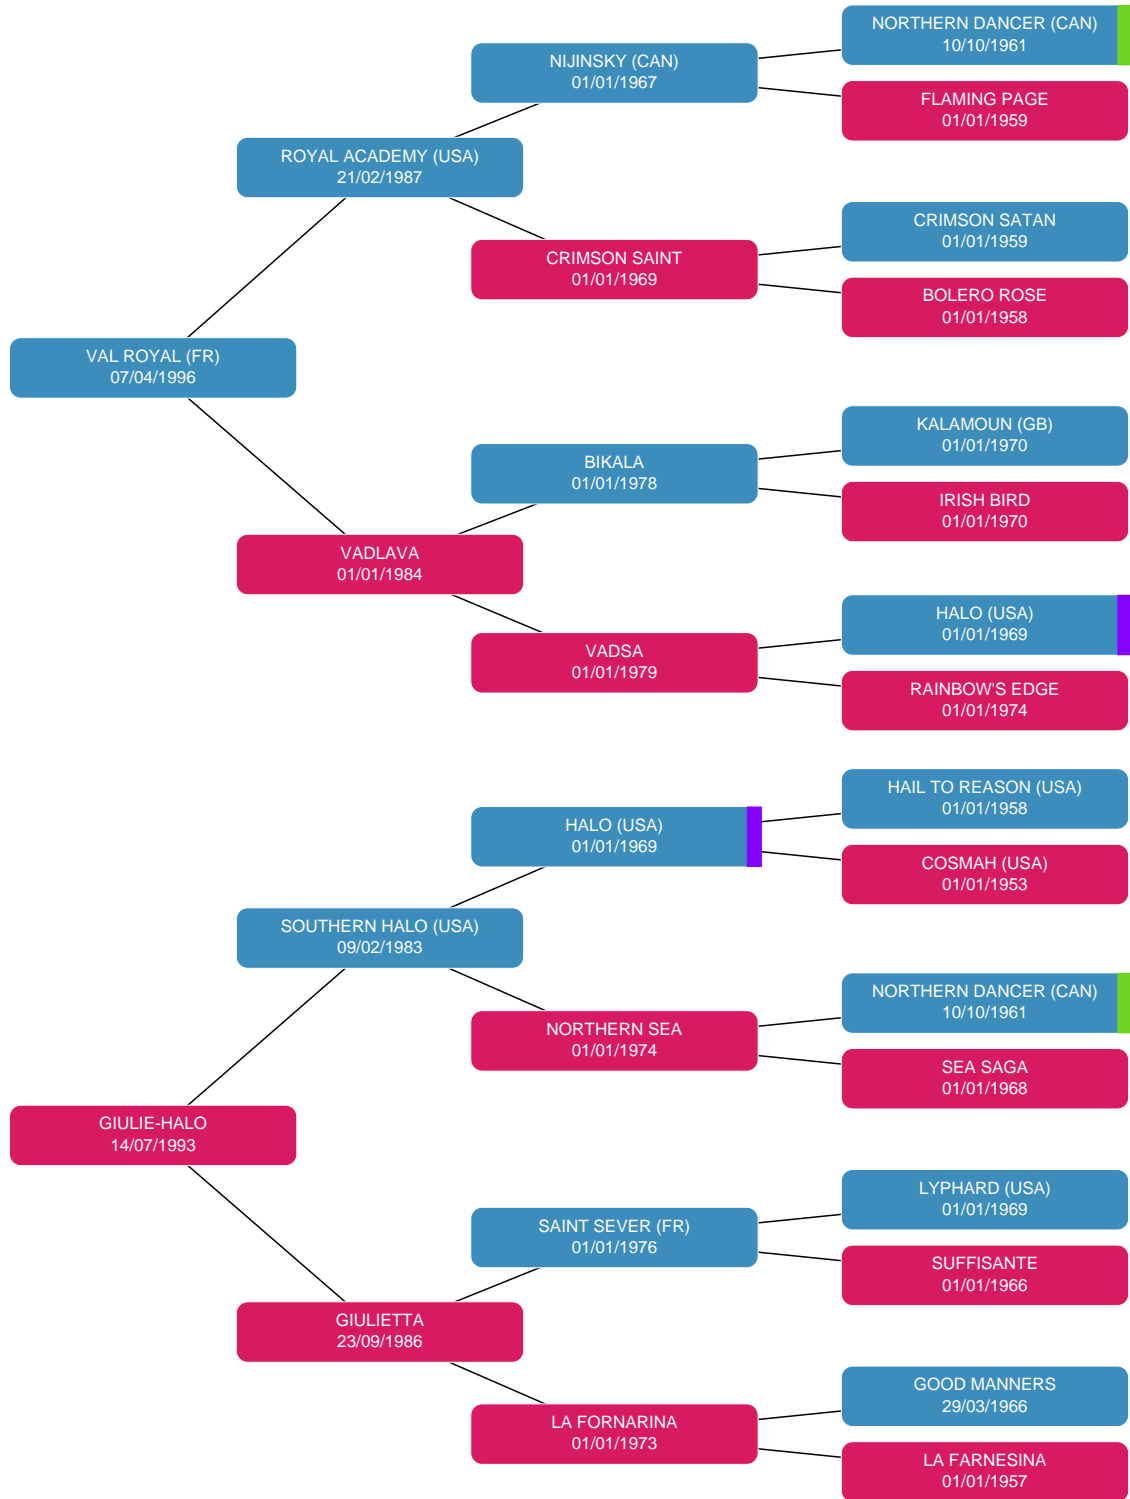 NORTHERN DANCER (CAN)
10/10/1961
NIJINSKY (CAN)
01/01/1967
FLAMING PAGE
01/01/1959
ROYAL ACADEMY (USA)
21/02/1987
CRIMSON SATAN
01/01/1959
CRIMSON SAINT
01/01/1969
BOLERO ROSE
01/01/1958
VAL ROYAL (FR)
07/04/1996
KALAMOUN (GB)
01/01/1970
BIKALA
01/01/1978
IRISH BIRD
01/01/1970
VADLAVA
01/01/1984
HALO (USA)
01/01/1969
VADSA
01/01/1979
RAINBOW'S EDGE
01/01/1974
HAIL TO REASON (USA)
01/01/1958
HALO (USA)
01/01/1969
COSMAH (USA)
01/01/1953
SOUTHERN HALO (USA)
09/02/1983
NORTHERN DANCER (CAN)
10/10/1961
NORTHERN SEA
01/01/1974
SEA SAGA
01/01/1968
GIULIE-HALO
14/07/1993
LYPHARD (USA)
01/01/1969
SAINT SEVER (FR)
01/01/1976
SUFFISANTE
01/01/1966
GIULIETTA
23/09/1986
GOOD MANNERS
29/03/1966
LA FORNARINA
01/01/1973
LA FARNESINA
01/01/1957